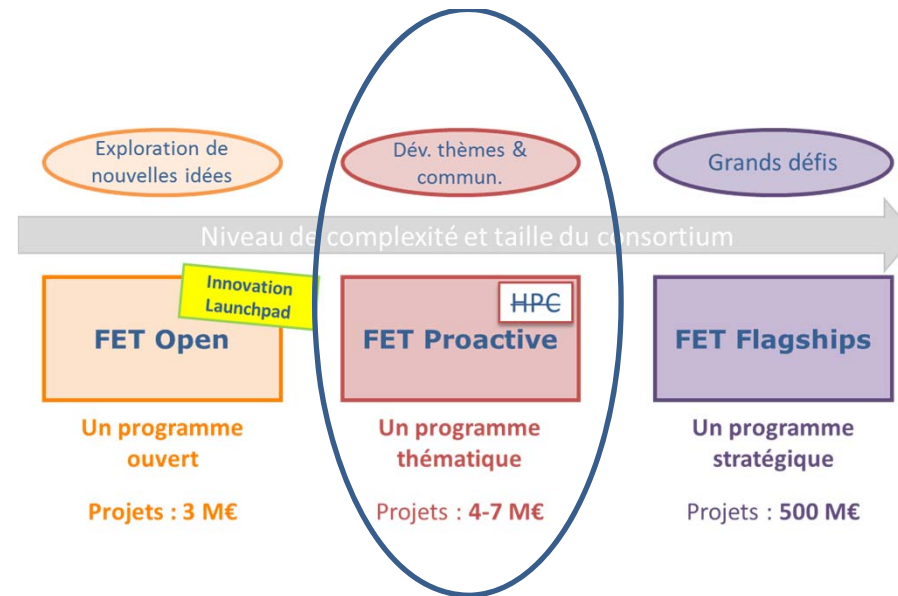 Exploration de
nouvelles idées
Dév. thèmes &
commun.
Grands défis
Niveau de complexité et taille du consortium
Innovation
Launchpad
HPC
FET Open
FET Proactive
FET Flagships
Un programme
ouvert
Un programme
thématique
Un programme
stratégique
Projets : 3 M€
Projets : 4-7 M€
Projets : 500 M€